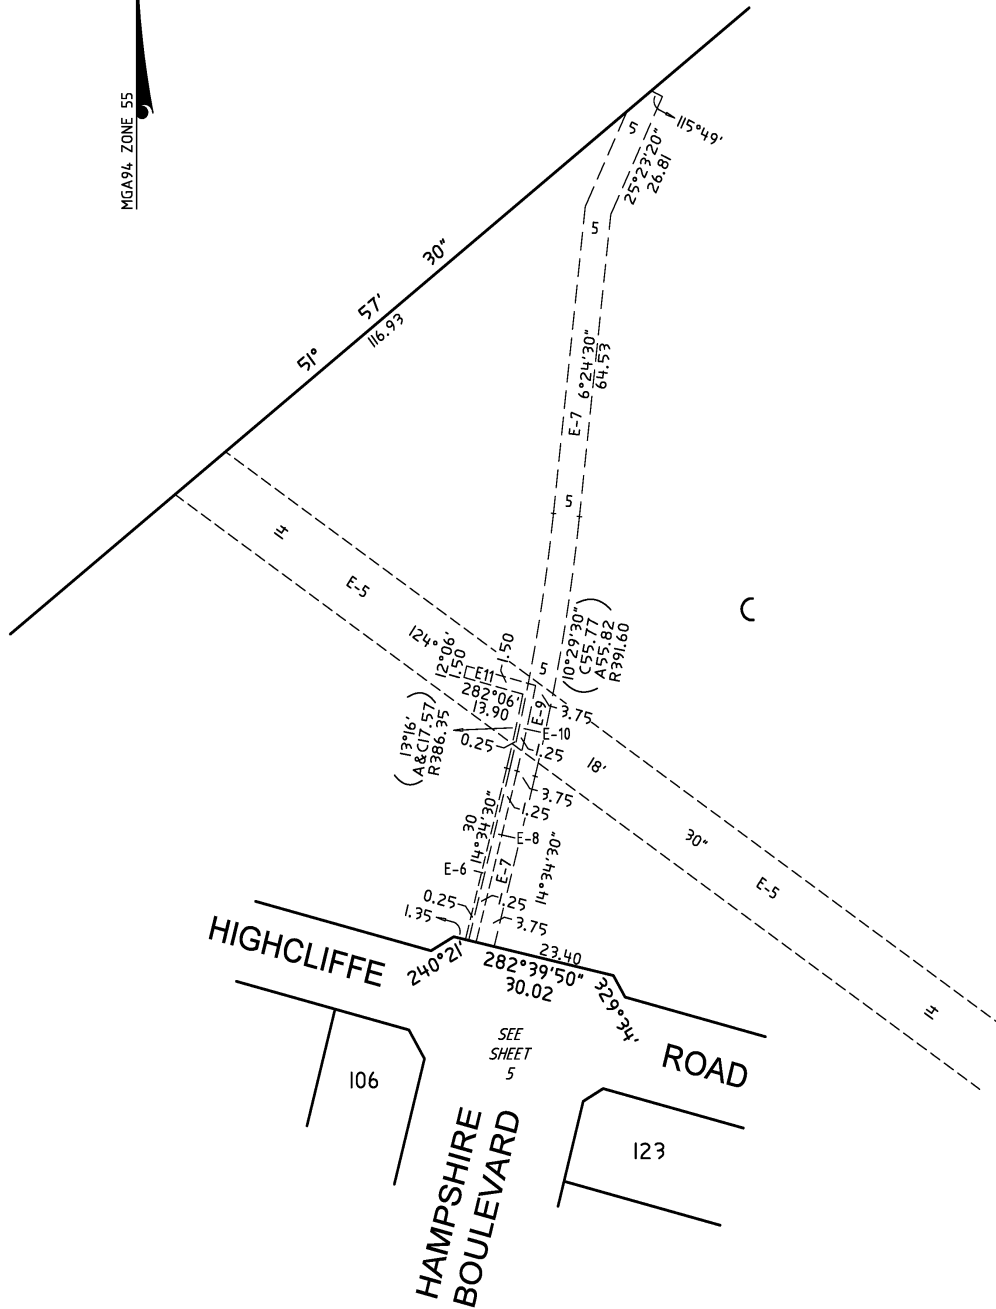 MGA94 ZONE 55
5
115°49'
25°23'20"
26.81
5
51° 57' 30"
116.93
6°24'30"
64.53
E-7
5
14
E-5
C
10°29'30"
C55.77
A55.82
R391.60
124°
12°06'
1.50
1.50
E11
5
282°06'
13.90
E-9
3.75
E-10
13°16'
A&C17.57
R386.35
0.25
1.25
18'
3.75
1.25
30
14°34'30"
E-8
14°34'30"
30"
E-5
E-6
E-7
0.25
1.25
1.35
3.75
23.40
HIGHCLIFFE
240°21'
282°39'50"
30.02
329°34'
14
SEE
SHEET
5
ROAD
106
123
HAMPSHIRE
BOULEVARD